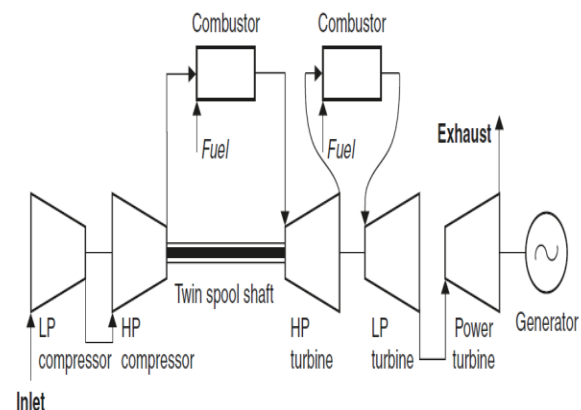 Combustor
Combustor
Fuel
Fuel
Exhaust
Twin spool shaft
LP
compressor
HP
compressor
HP
turbine
LP
turbine
Power
turbine
Generator
Inlet